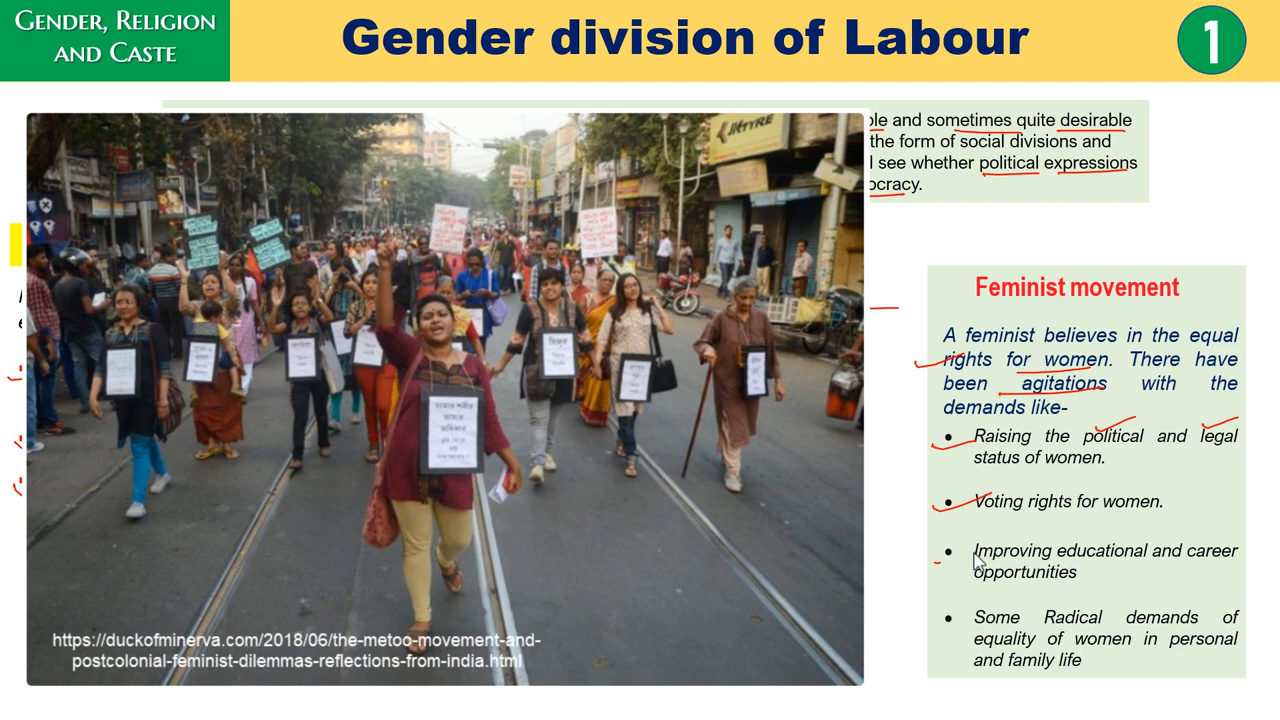 GENDER, RELIGION
AND CASTE
Gender division of Labour
1
and sometimes quite desirable
the form of social divisions and
see whether political expressions
JK TYRE
Feminist movement
A feminist believes in the equal
rights for women. There have
been agitations with the
demands like-
• Raising the political and legal
status of women.
• Voting rights for women.
• Improving educational and career
opportunities
• Some Radical demands of
equality of women in personal
and family life
আমার শরীর
আমার
অধিকার
https://duckofminerva.com/2018/06/the-metoo-movement-and-
postcolonial-feminist-dilemmas-reflections-from-india.html